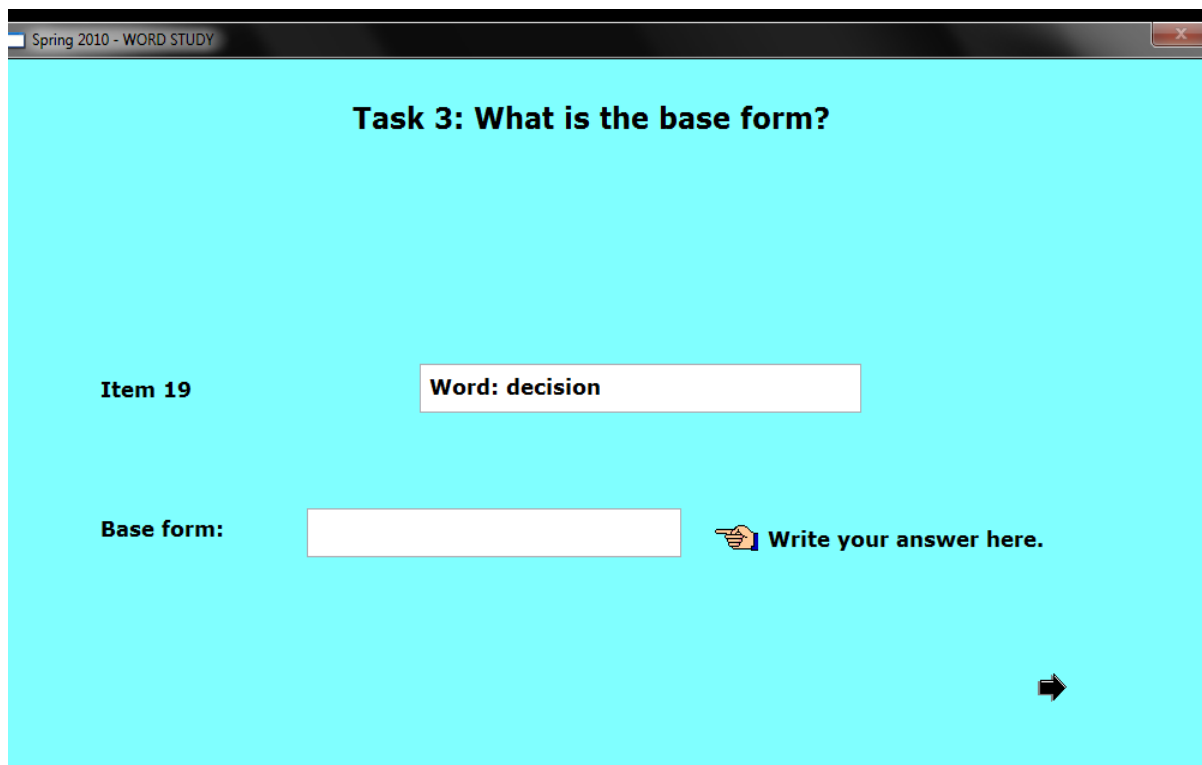 Spring 2010 - WORD STUDY
x
Task 3: What is the base form?
Item 19
Word: decision
Base form:
Write your answer here.